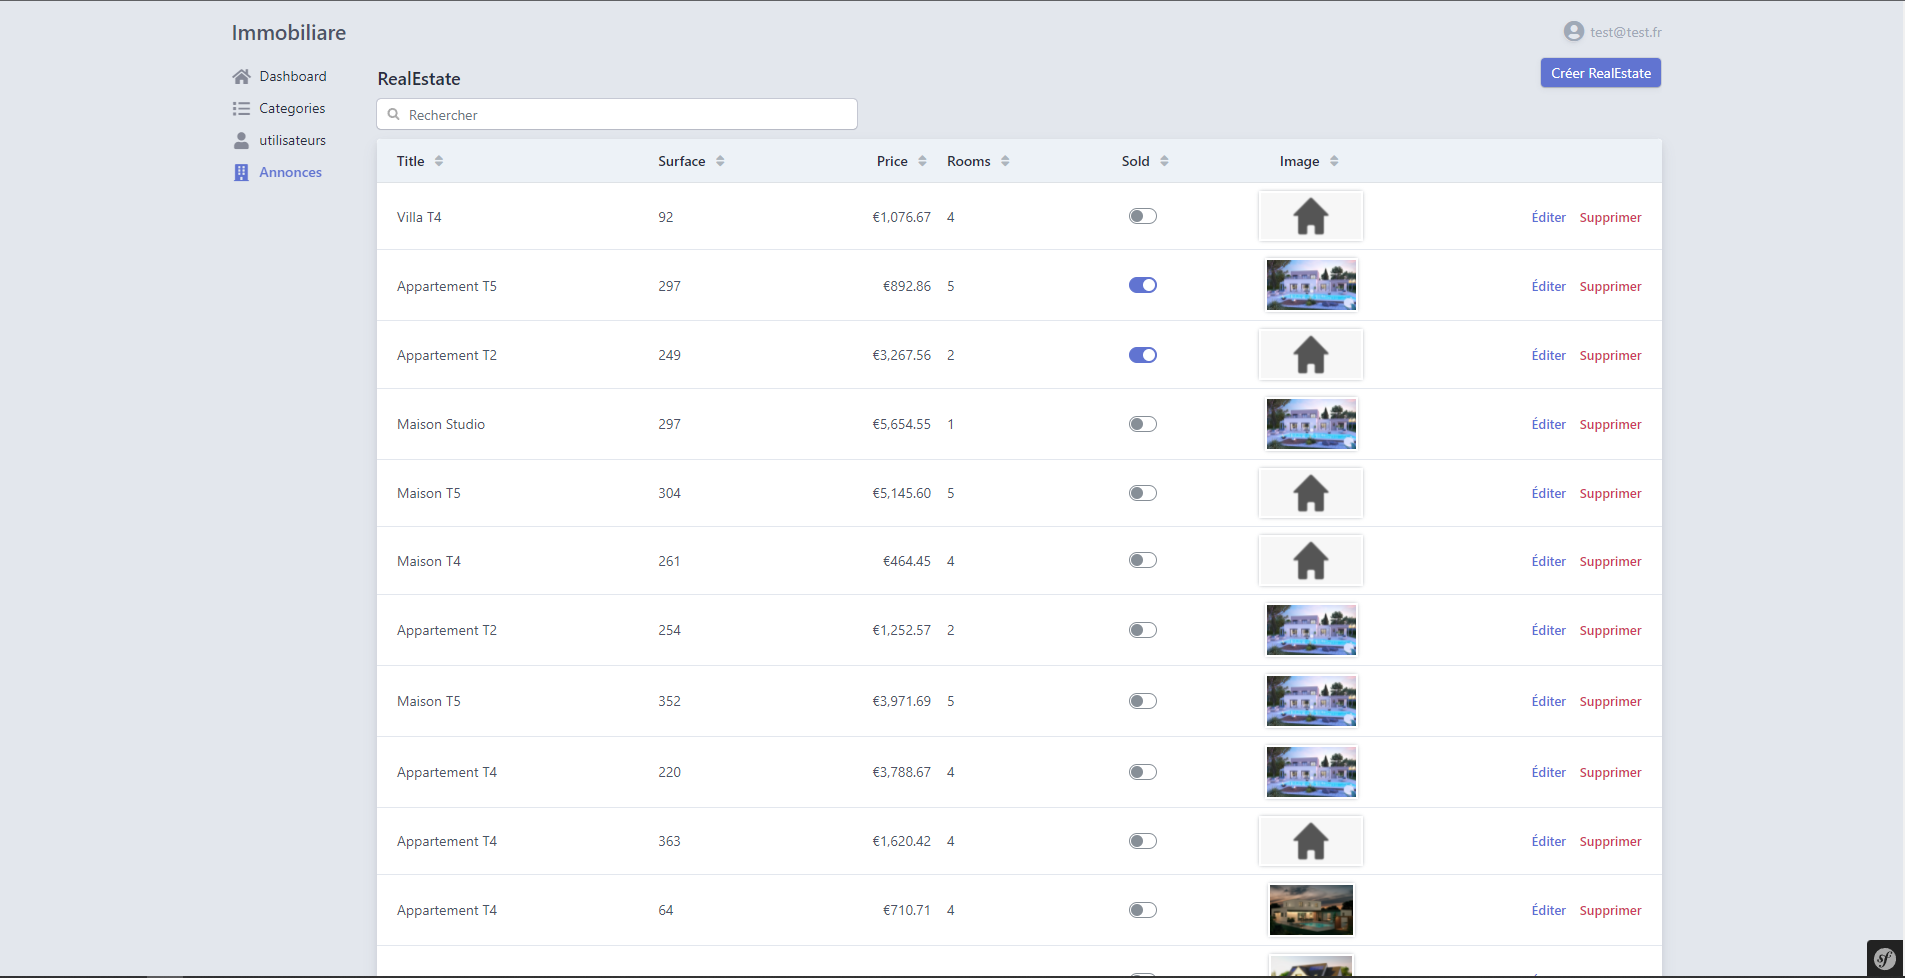 Immobiliare
test@test.fr
Dashboard
Categories
utilisateurs
Annonces
RealEstate
Créer RealEstate
Rechercher
Title Surface Price Rooms Sold Image
Villa T4 92 €1,076.67 4 Éditer Supprimer
Appartement T5 297 €892.86 5 Éditer Supprimer
Appartement T2 249 €3,267.56 2 Éditer Supprimer
Maison Studio 297 €5,654.55 1 Éditer Supprimer
Maison T5 304 €5,145.60 5 Éditer Supprimer
Maison T4 261 €464.45 4 Éditer Supprimer
Appartement T2 254 €1,252.57 2 Éditer Supprimer
Maison T5 352 €3,971.69 5 Éditer Supprimer
Appartement T4 220 €3,788.67 4 Éditer Supprimer
Appartement T4 363 €1,620.42 4 Éditer Supprimer
Appartement T4 64 €710.71 4 Éditer Supprimer
sf